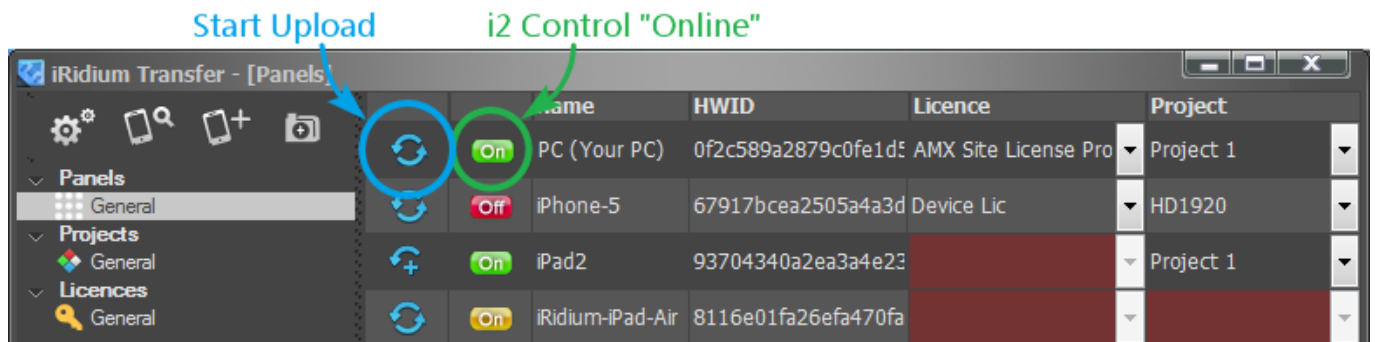 Start Upload i2 Control "Online"
iRidium Transfer - [Panels]
Name HWID Licence Project
On PC (Your PC) 0f2c589a2879c0fe1d5 AMX Site License Pro Project 1
Panels
General Off iPhone-5 67917bcea2505a4a3d Device Lic HD1920
Projects
General On iPad2 93704340a2ea3a4e23 Project 1
Licences
General On iRidium-iPad-Air 8116e01fa26efa470fa